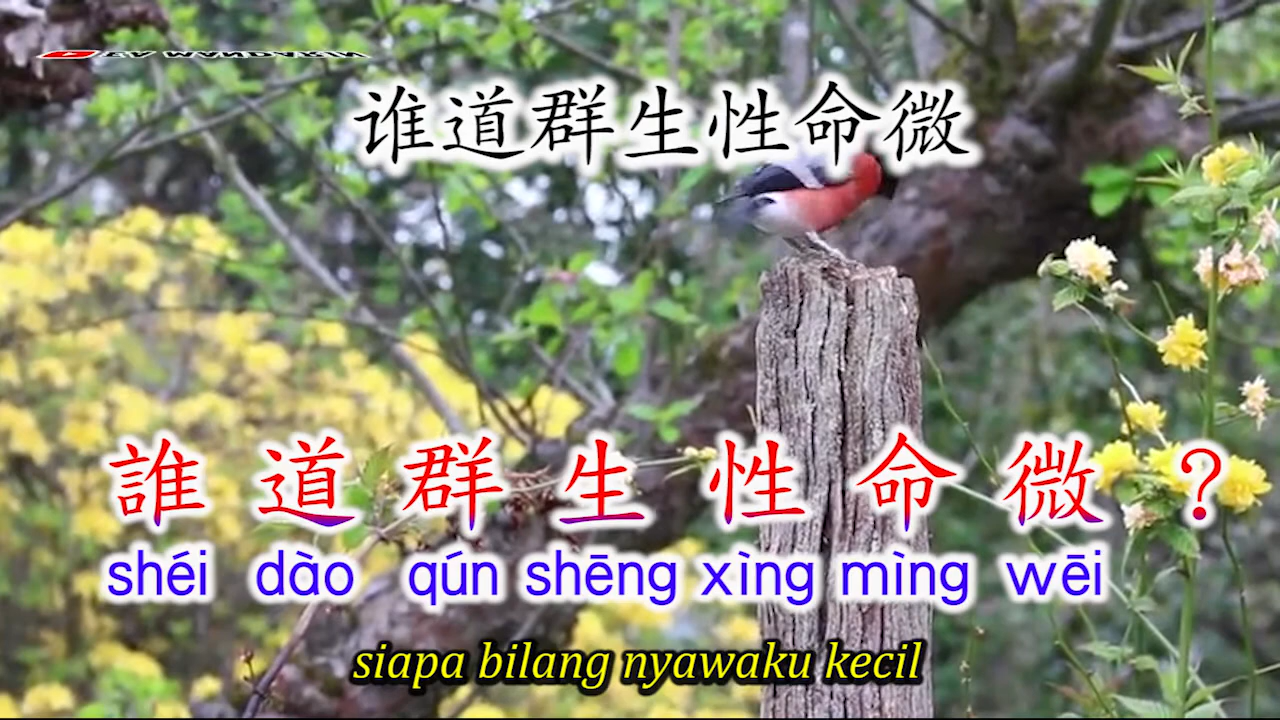 谁道群生性命微
誰道群生性命微？
shéi dào qún shēng xìng mìng wēi
siapa bilang nyawaku kecil